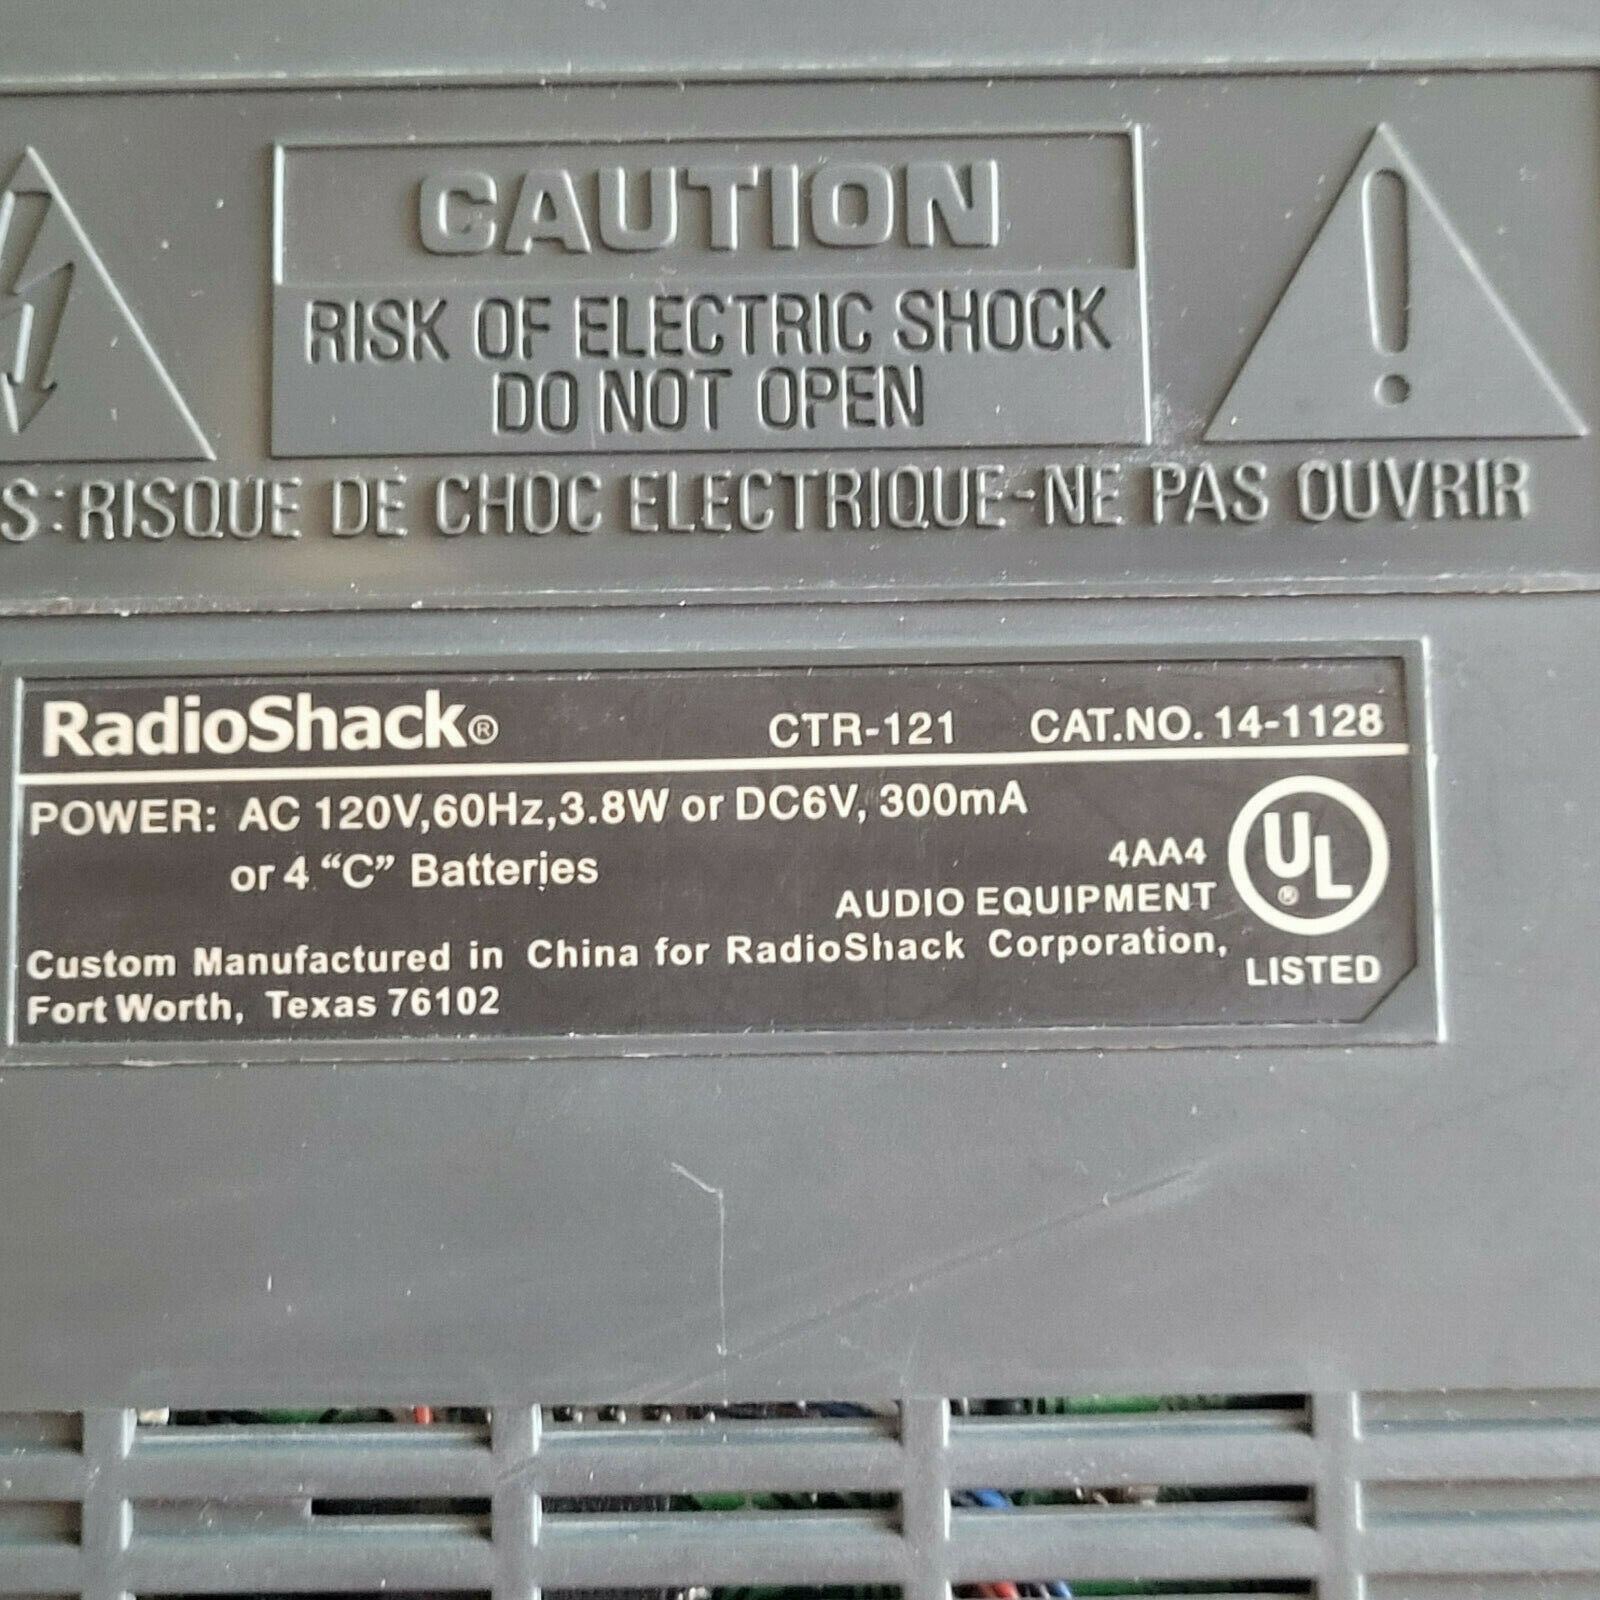 CAUTION
RISK OF ELECTRIC SHOCK
DO NOT OPEN
S:RISQUE DE CHOC ELECTRIQUE-NE PAS OUVRIR
RadioShack® CTR-121 CAT.NO. 14-1128
POWER: AC 120V,60Hz,3.8W or DC6V, 300mA
or 4 “C” Batteries
4AA4
AUDIO EQUIPMENT
UL®
LISTED
Custom Manufactured in China for RadioShack Corporation,
Fort Worth, Texas 76102